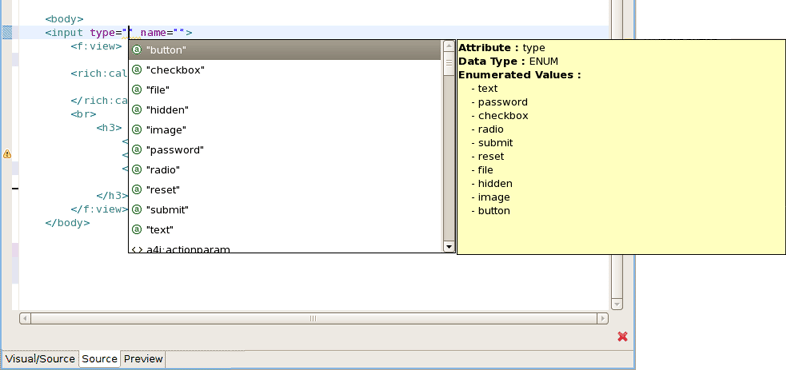 <body>
<input type="" name="">
<f:view>
<rich:cal
</rich:ca
<br>
<h3>
<
<
<
</h3>
</f:view>
</body>
"button"
"checkbox"
"file"
"hidden"
"image"
"password"
"radio"
"reset"
"submit"
"text"
a4j:actionparam
Attribute : type
Data Type : ENUM
Enumerated Values :
- text
- password
- checkbox
- radio
- submit
- reset
- file
- hidden
- image
- button
Visual/Source Source Preview